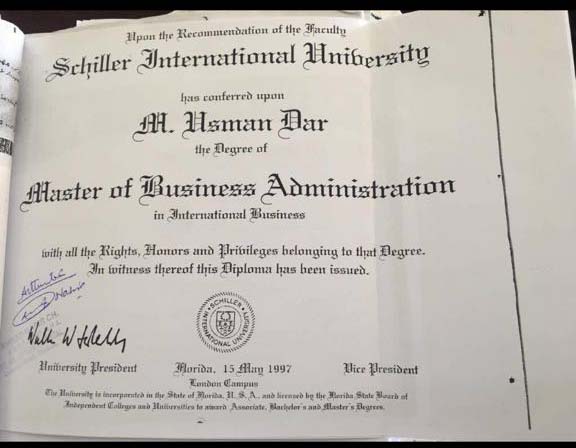 Upon the Recommendation of the Faculty
Schiller International University
has conferred upon
M. Usman Dar
the Degree of
Master of Business Administration
in International Business
with all the Rights, Honors and Privileges belonging to that Degree.
In witness thereof this Diploma has been issued.
Attested
SCHILLER INTERNATIONAL UNIVERSITY
University President
Florida, 15 May 1997
Vice President
London Campus
The University is incorporated in the State of Florida, U. S. A., and licensed by the Florida State Board of
Independent Colleges and Universities to award Associate, Bachelor's and Master's Degrees.